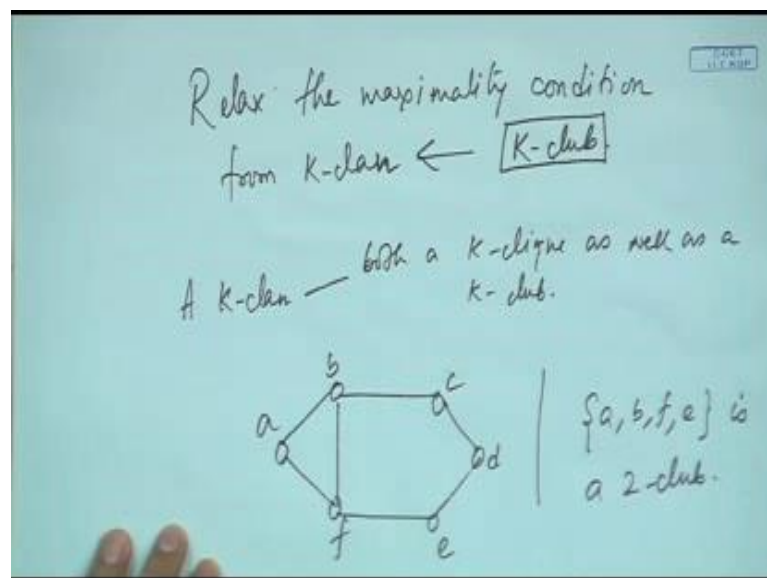 Relax the maximality condition
from K-clan ← K-club
A K-clan — both a K-clique as well as a
K-club.
b
c
a
d
f
e
{a, b, f, e} is
a 2-club.